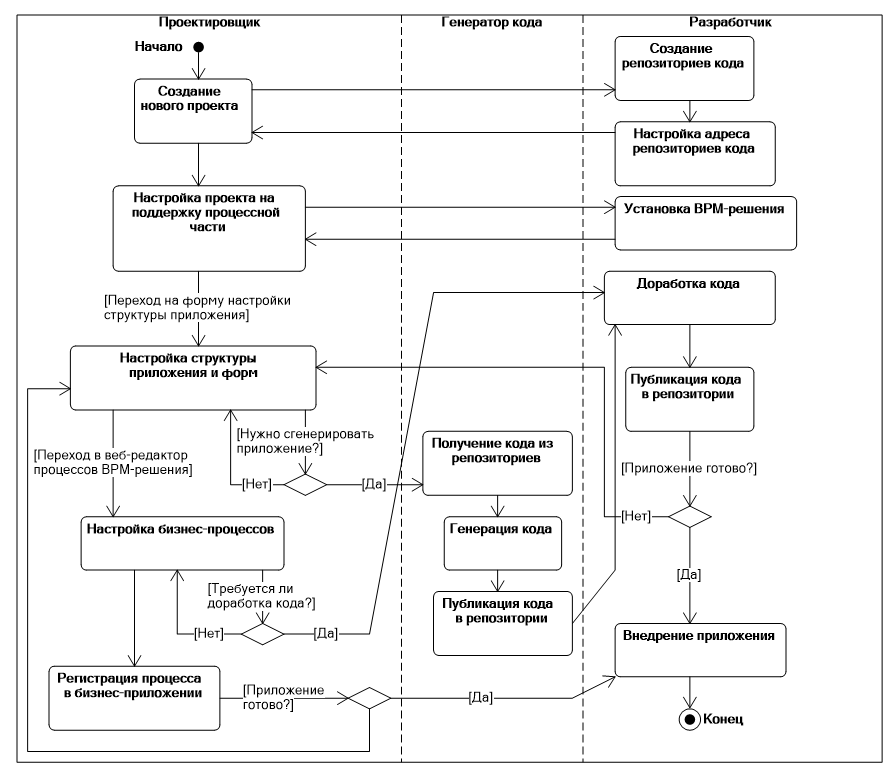 Проектировщик
Генератор кода
Разработчик
Начало
Создание
нового проекта
Создание
репозиториев кода
Настройка адреса
репозиториев кода
Настройка проекта на
поддержку процессной
части
Установка BPM-решения
[Переход на форму настройки
структуры приложения]
Доработка кода
Настройка структуры
приложения и форм
Публикация кода
в репозитории
[Нужно сгенерировать
приложение?]
[Переход в веб-редактор
процессов BPM-решения]
[Нет]
[Да]
Получение кода из
репозиториев
[Приложение готово?]
[Нет]
Настройка бизнес-процессов
Генерация кода
[Да]
[Требуется ли
доработка кода?]
[Нет]
[Да]
Публикация кода
в репозитории
Внедрение приложения
Регистрация процесса
в бизнес-приложении
[Приложение
готово?]
[Да]
Конец